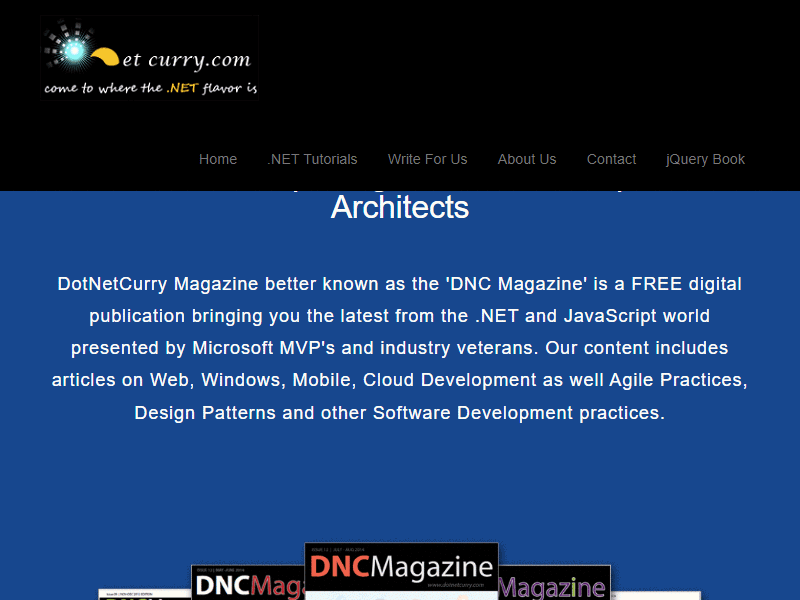 et curry.com
come to where the .NET flavor is
Home .NET Tutorials Write For Us About Us Contact jQuery Book
Architects
DotNetCurry Magazine better known as the 'DNC Magazine' is a FREE digital
publication bringing you the latest from the .NET and JavaScript world
presented by Microsoft MVP's and industry veterans. Our content includes
articles on Web, Windows, Mobile, Cloud Development as well Agile Practices,
Design Patterns and other Software Development practices.
DNCMagazine
www.dotnetcurry.com
DNCMaga
Magazine